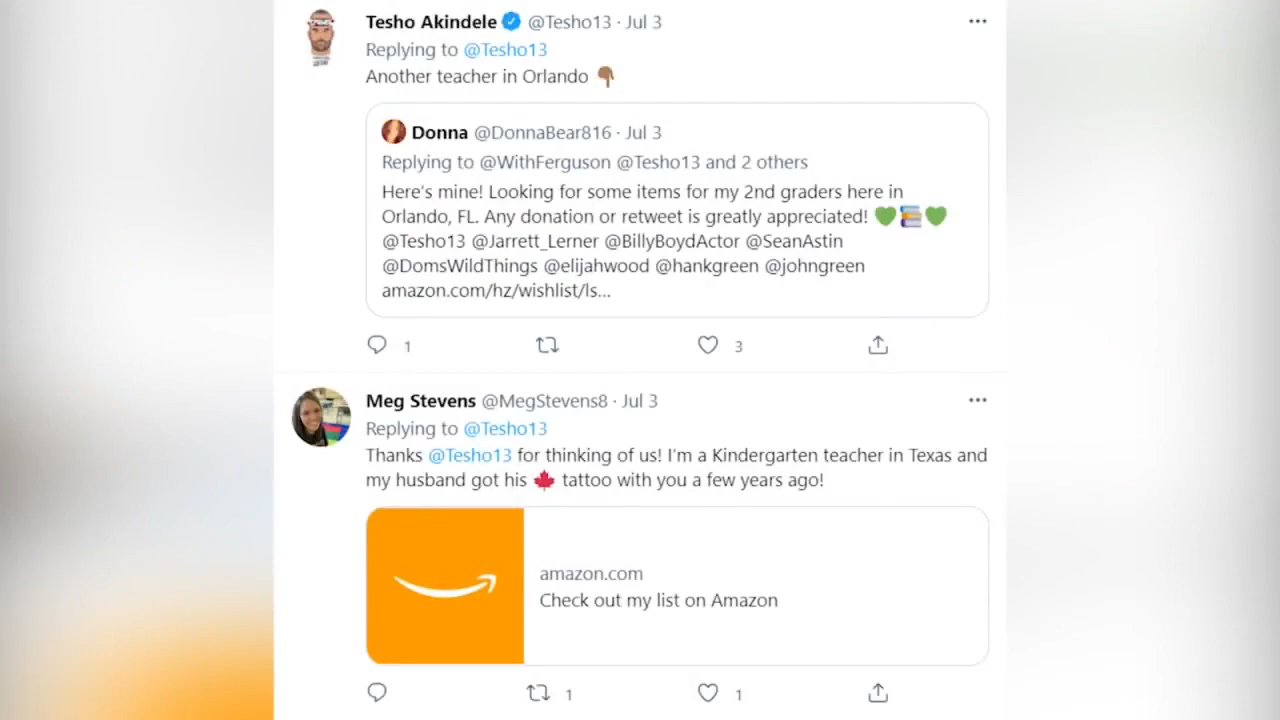 Tesho Akindele @Tesho13 · Jul 3
Replying to @Tesho13
Another teacher in Orlando 👇🏾
Donna @DonnaBear816 · Jul 3
Replying to @WithFerguson @Tesho13 and 2 others
Here's mine! Looking for some items for my 2nd graders here in
Orlando, FL. Any donation or retweet is greatly appreciated! 💚📚💚
@Tesho13 @Jarrett_Lerner @BillyBoydActor @SeanAstin
@DomsWildThings @elijahwood @hankgreen @johngreen
amazon.com/hz/wishlist/ls...
1 3
Meg Stevens @MegStevens8 · Jul 3
Replying to @Tesho13
Thanks @Tesho13 for thinking of us! I'm a Kindergarten teacher in Texas and
my husband got his 🍁 tattoo with you a few years ago!
amazon.com
Check out my list on Amazon
1 1